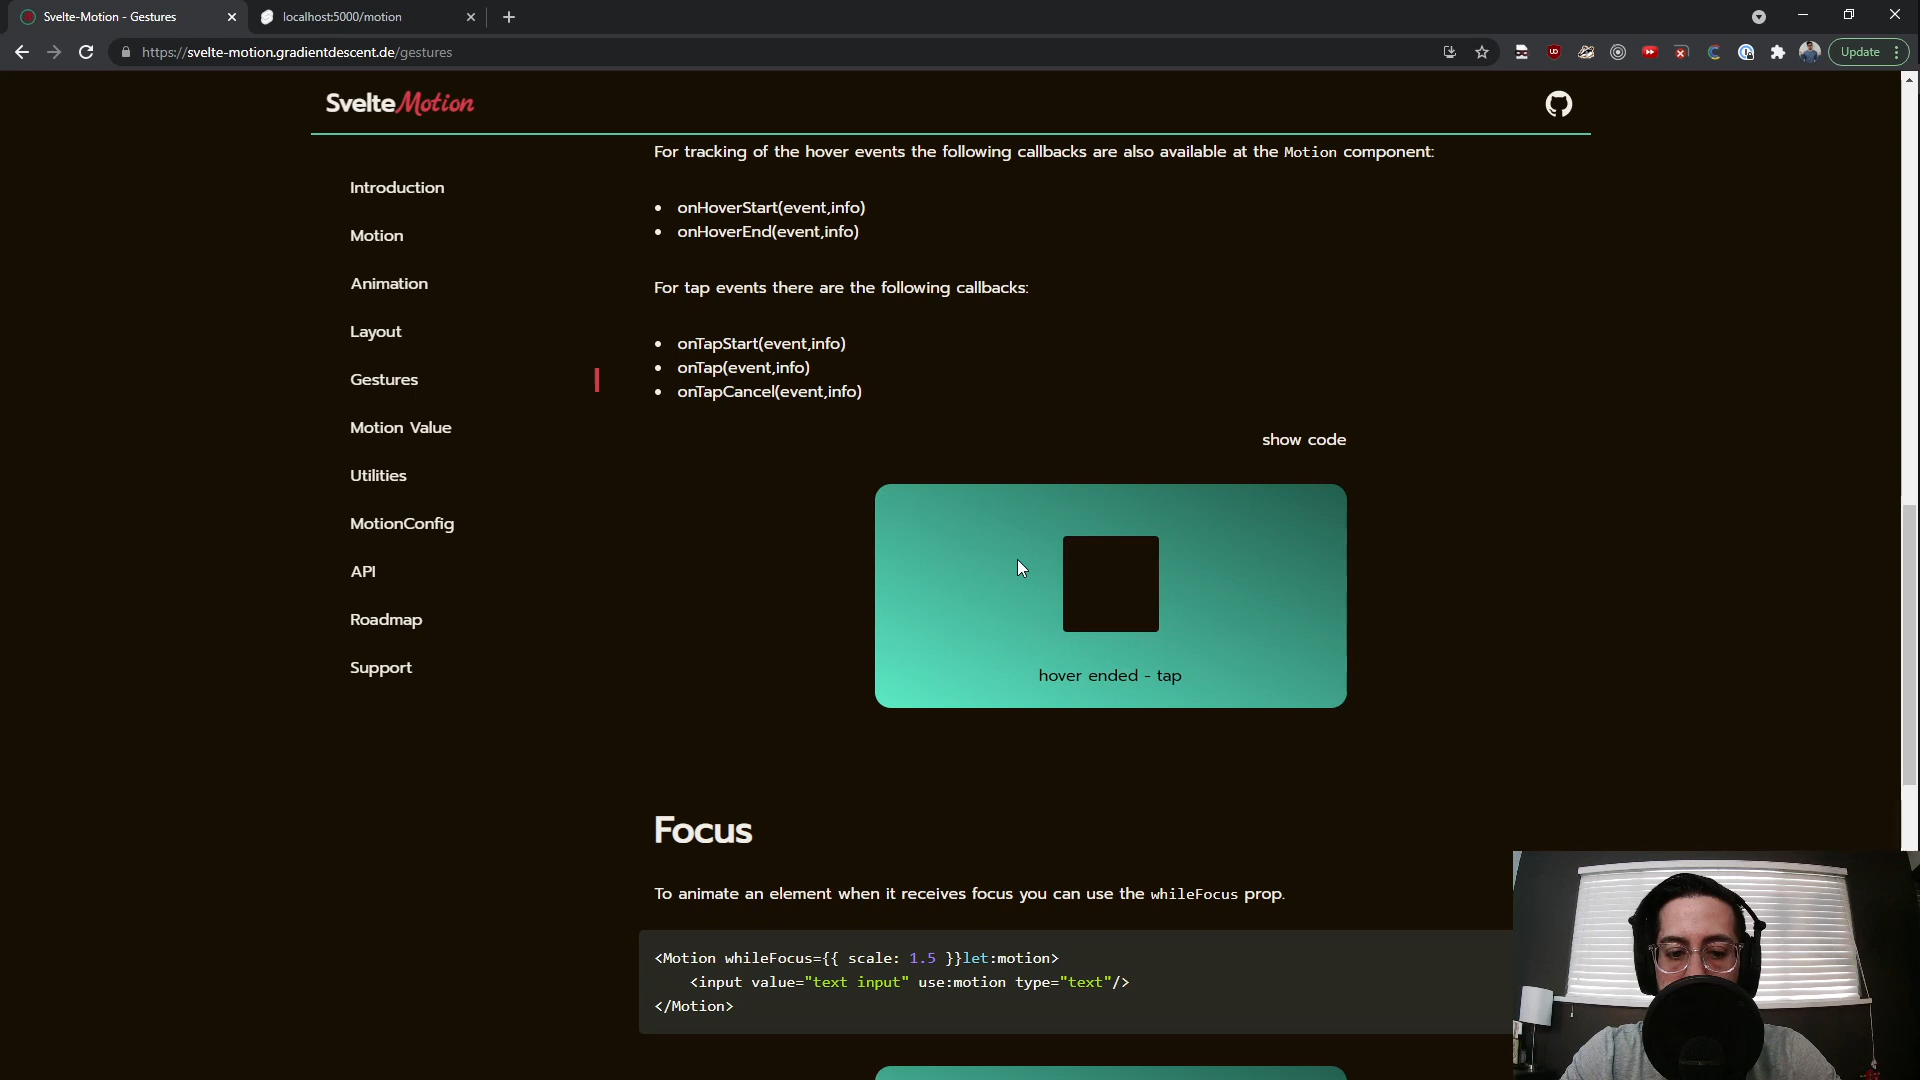 Svelte-Motion - Gestures
localhost:5000/motion
https://svelte-motion.gradientdescent.de/gestures
Update
SvelteMotion
Introduction
Motion
Animation
Layout
Gestures
Motion Value
Utilities
MotionConfig
API
Roadmap
Support
For tracking of the hover events the following callbacks are also available at the Motion component:
• onHoverStart(event,info)
• onHoverEnd(event,info)
For tap events there are the following callbacks:
• onTapStart(event,info)
• onTap(event,info)
• onTapCancel(event,info)
show code
hover ended - tap
Focus
To animate an element when it receives focus you can use the whileFocus prop.
<Motion whileFocus={{ scale: 1.5 }}let:motion>
<input value="text input" use:motion type="text"/>
</Motion>